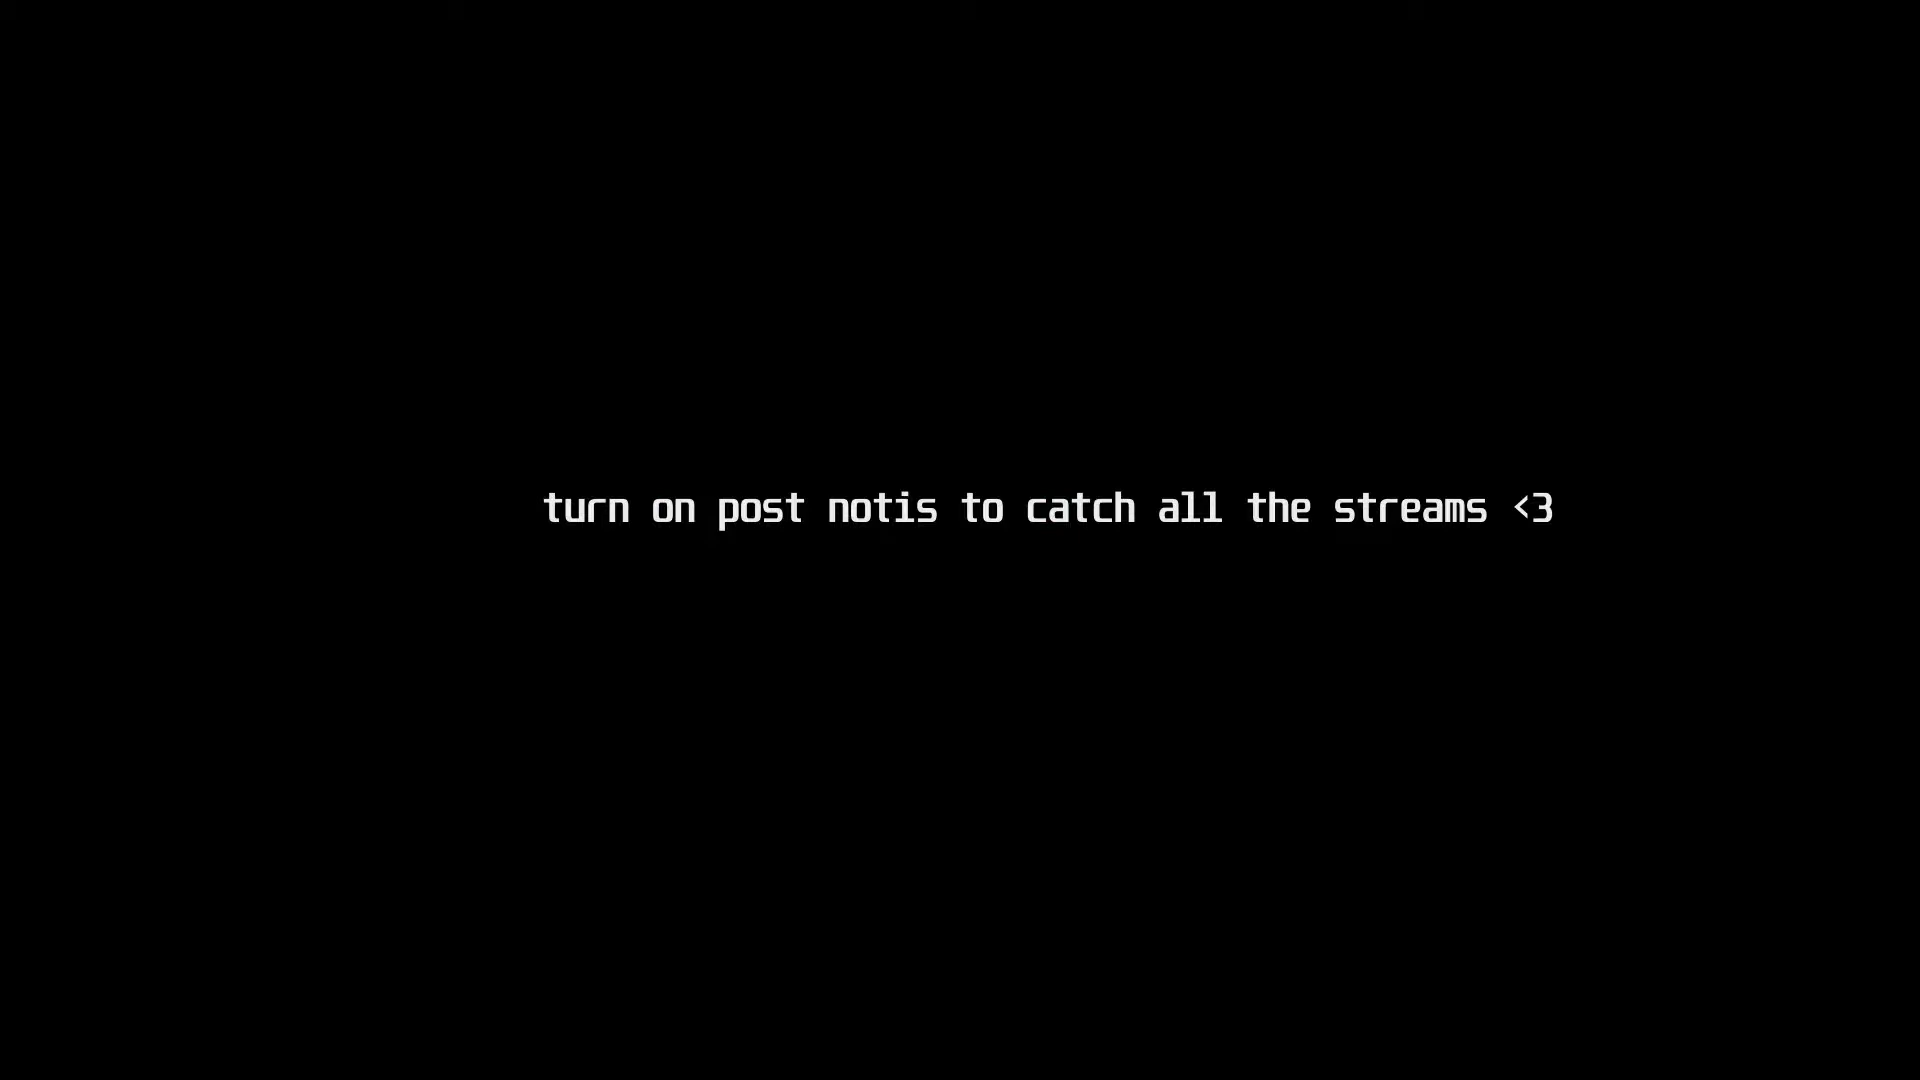 turn on post notis to catch all the streams <3